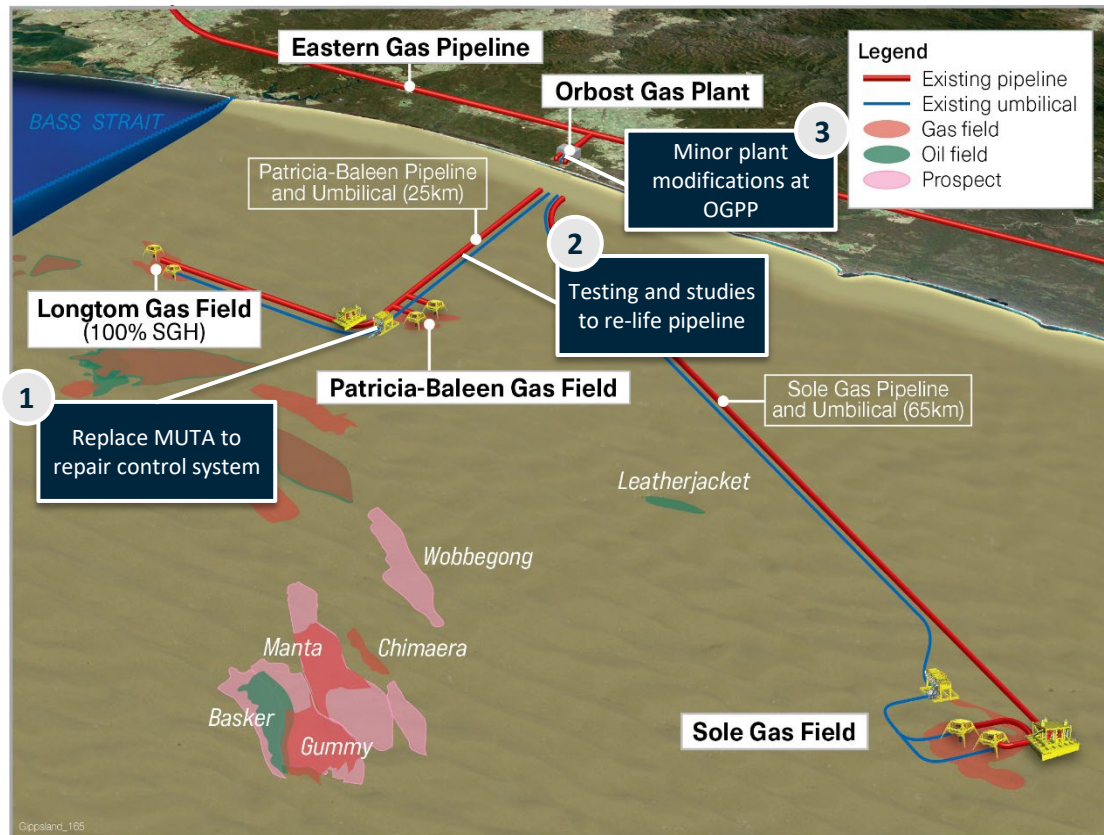 Eastern Gas Pipeline
Orbost Gas Plant
Legend
Existing pipeline
Existing umbilical
Gas field
Oil field
Prospect
BASS STRAIT
3
Minor plant
modifications at
OGPP
Patricia-Baleen Pipeline
and Umbilical (25km)
2
Testing and studies
to re-life pipeline
Longtom Gas Field
(100% SGH)
Patricia-Baleen Gas Field
1
Replace MUTA to
repair control system
Sole Gas Pipeline
and Umbilical (65km)
Leatherjacket
Wobbegong
Manta
Chimaera
Basker
Gummy
Sole Gas Field
Gippsland_165